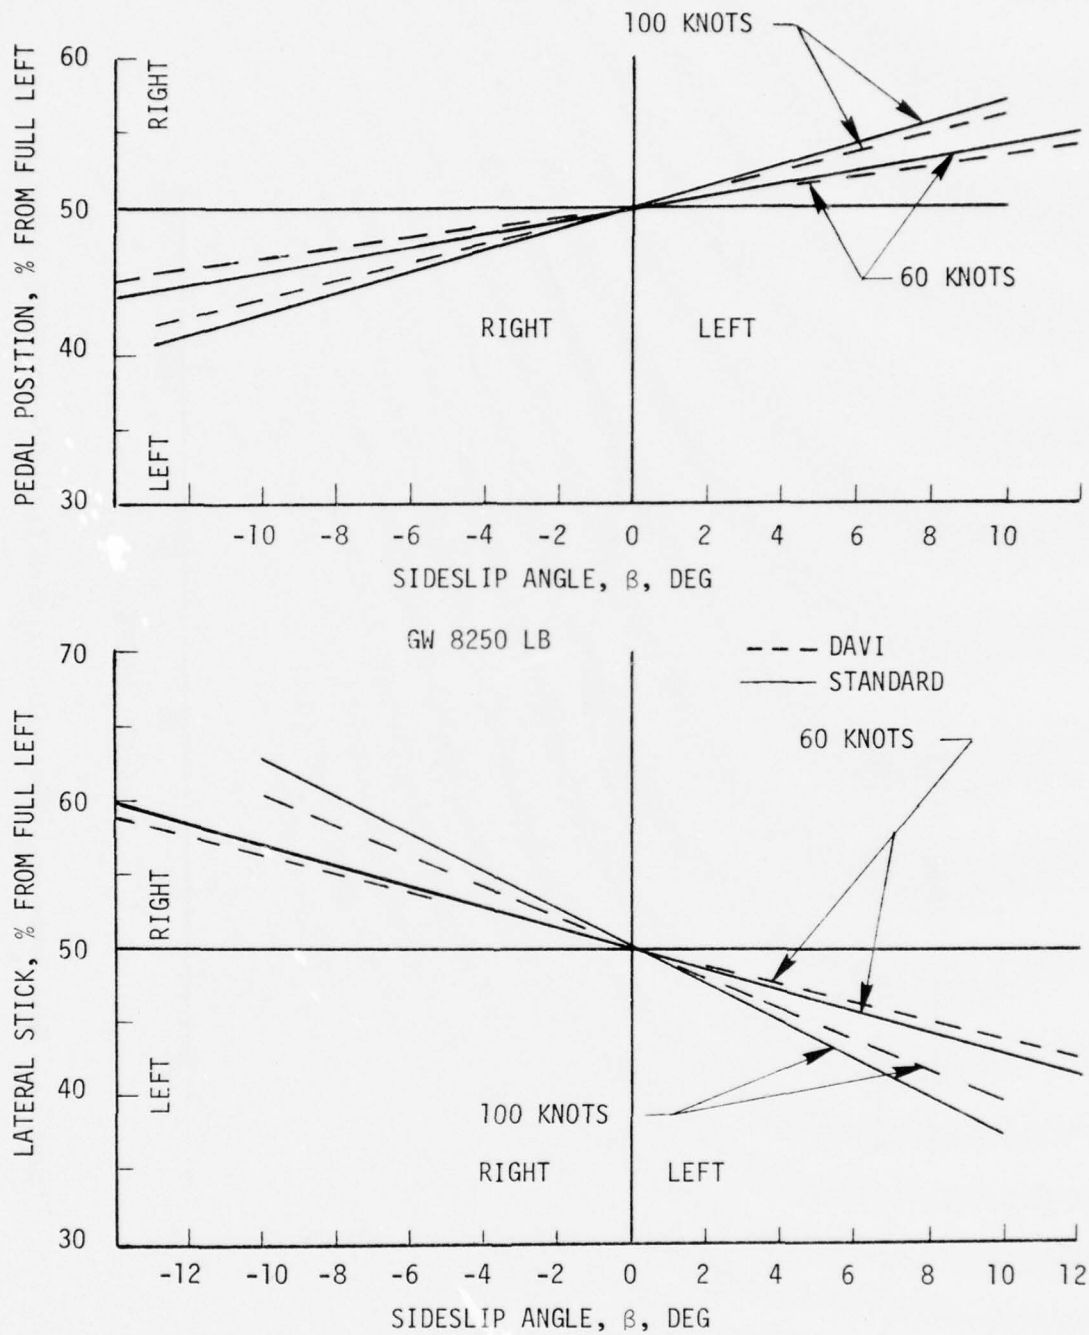 100 KNOTS
PEDAL POSITION, % FROM FULL LEFT
60
50
40
30
RIGHT
LEFT
60 KNOTS
RIGHT LEFT
-10 -8 -6 -4 -2 0 2 4 6 8 10
SIDESLIP ANGLE, β, DEG
GW 8250 LB
DAVI
STANDARD
LATERAL STICK, % FROM FULL LEFT
70
60
50
40
30
RIGHT
LEFT
60 KNOTS
100 KNOTS
RIGHT LEFT
-12 -10 -8 -6 -4 -2 0 2 4 6 8 10 12
SIDESLIP ANGLE, β, DEG